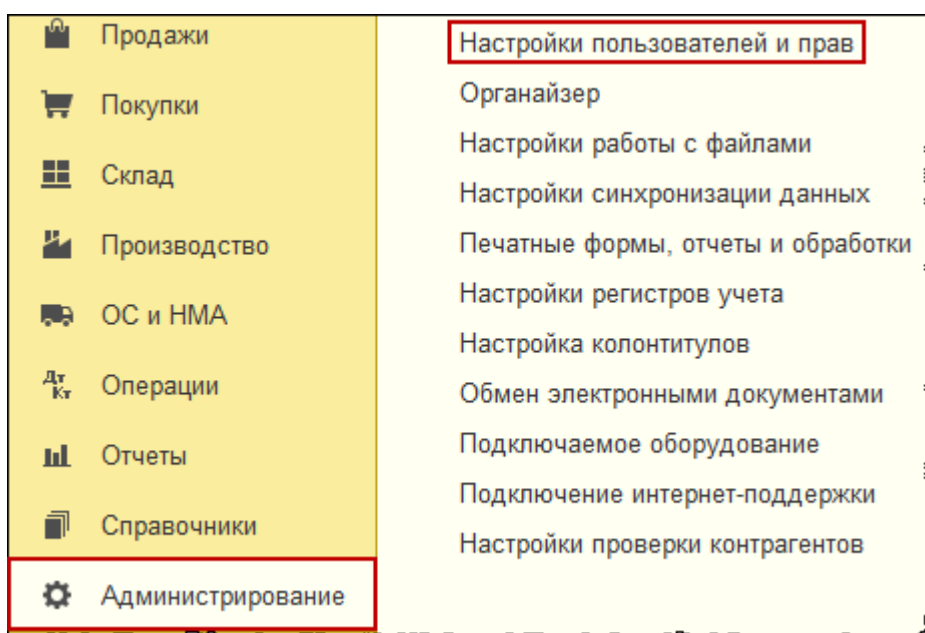 Продажи
Покупки
Склад
Производство
ОС и НМА
Дт
Кт
Операции
Отчеты
Справочники
Администрирование
Настройки пользователей и прав
Органайзер
Настройки работы с файлами
Настройки синхронизации данных
Печатные формы, отчеты и обработки
Настройки регистров учета
Настройка колонтитулов
Обмен электронными документами
Подключаемое оборудование
Подключение интернет-поддержки
Настройки проверки контрагентов